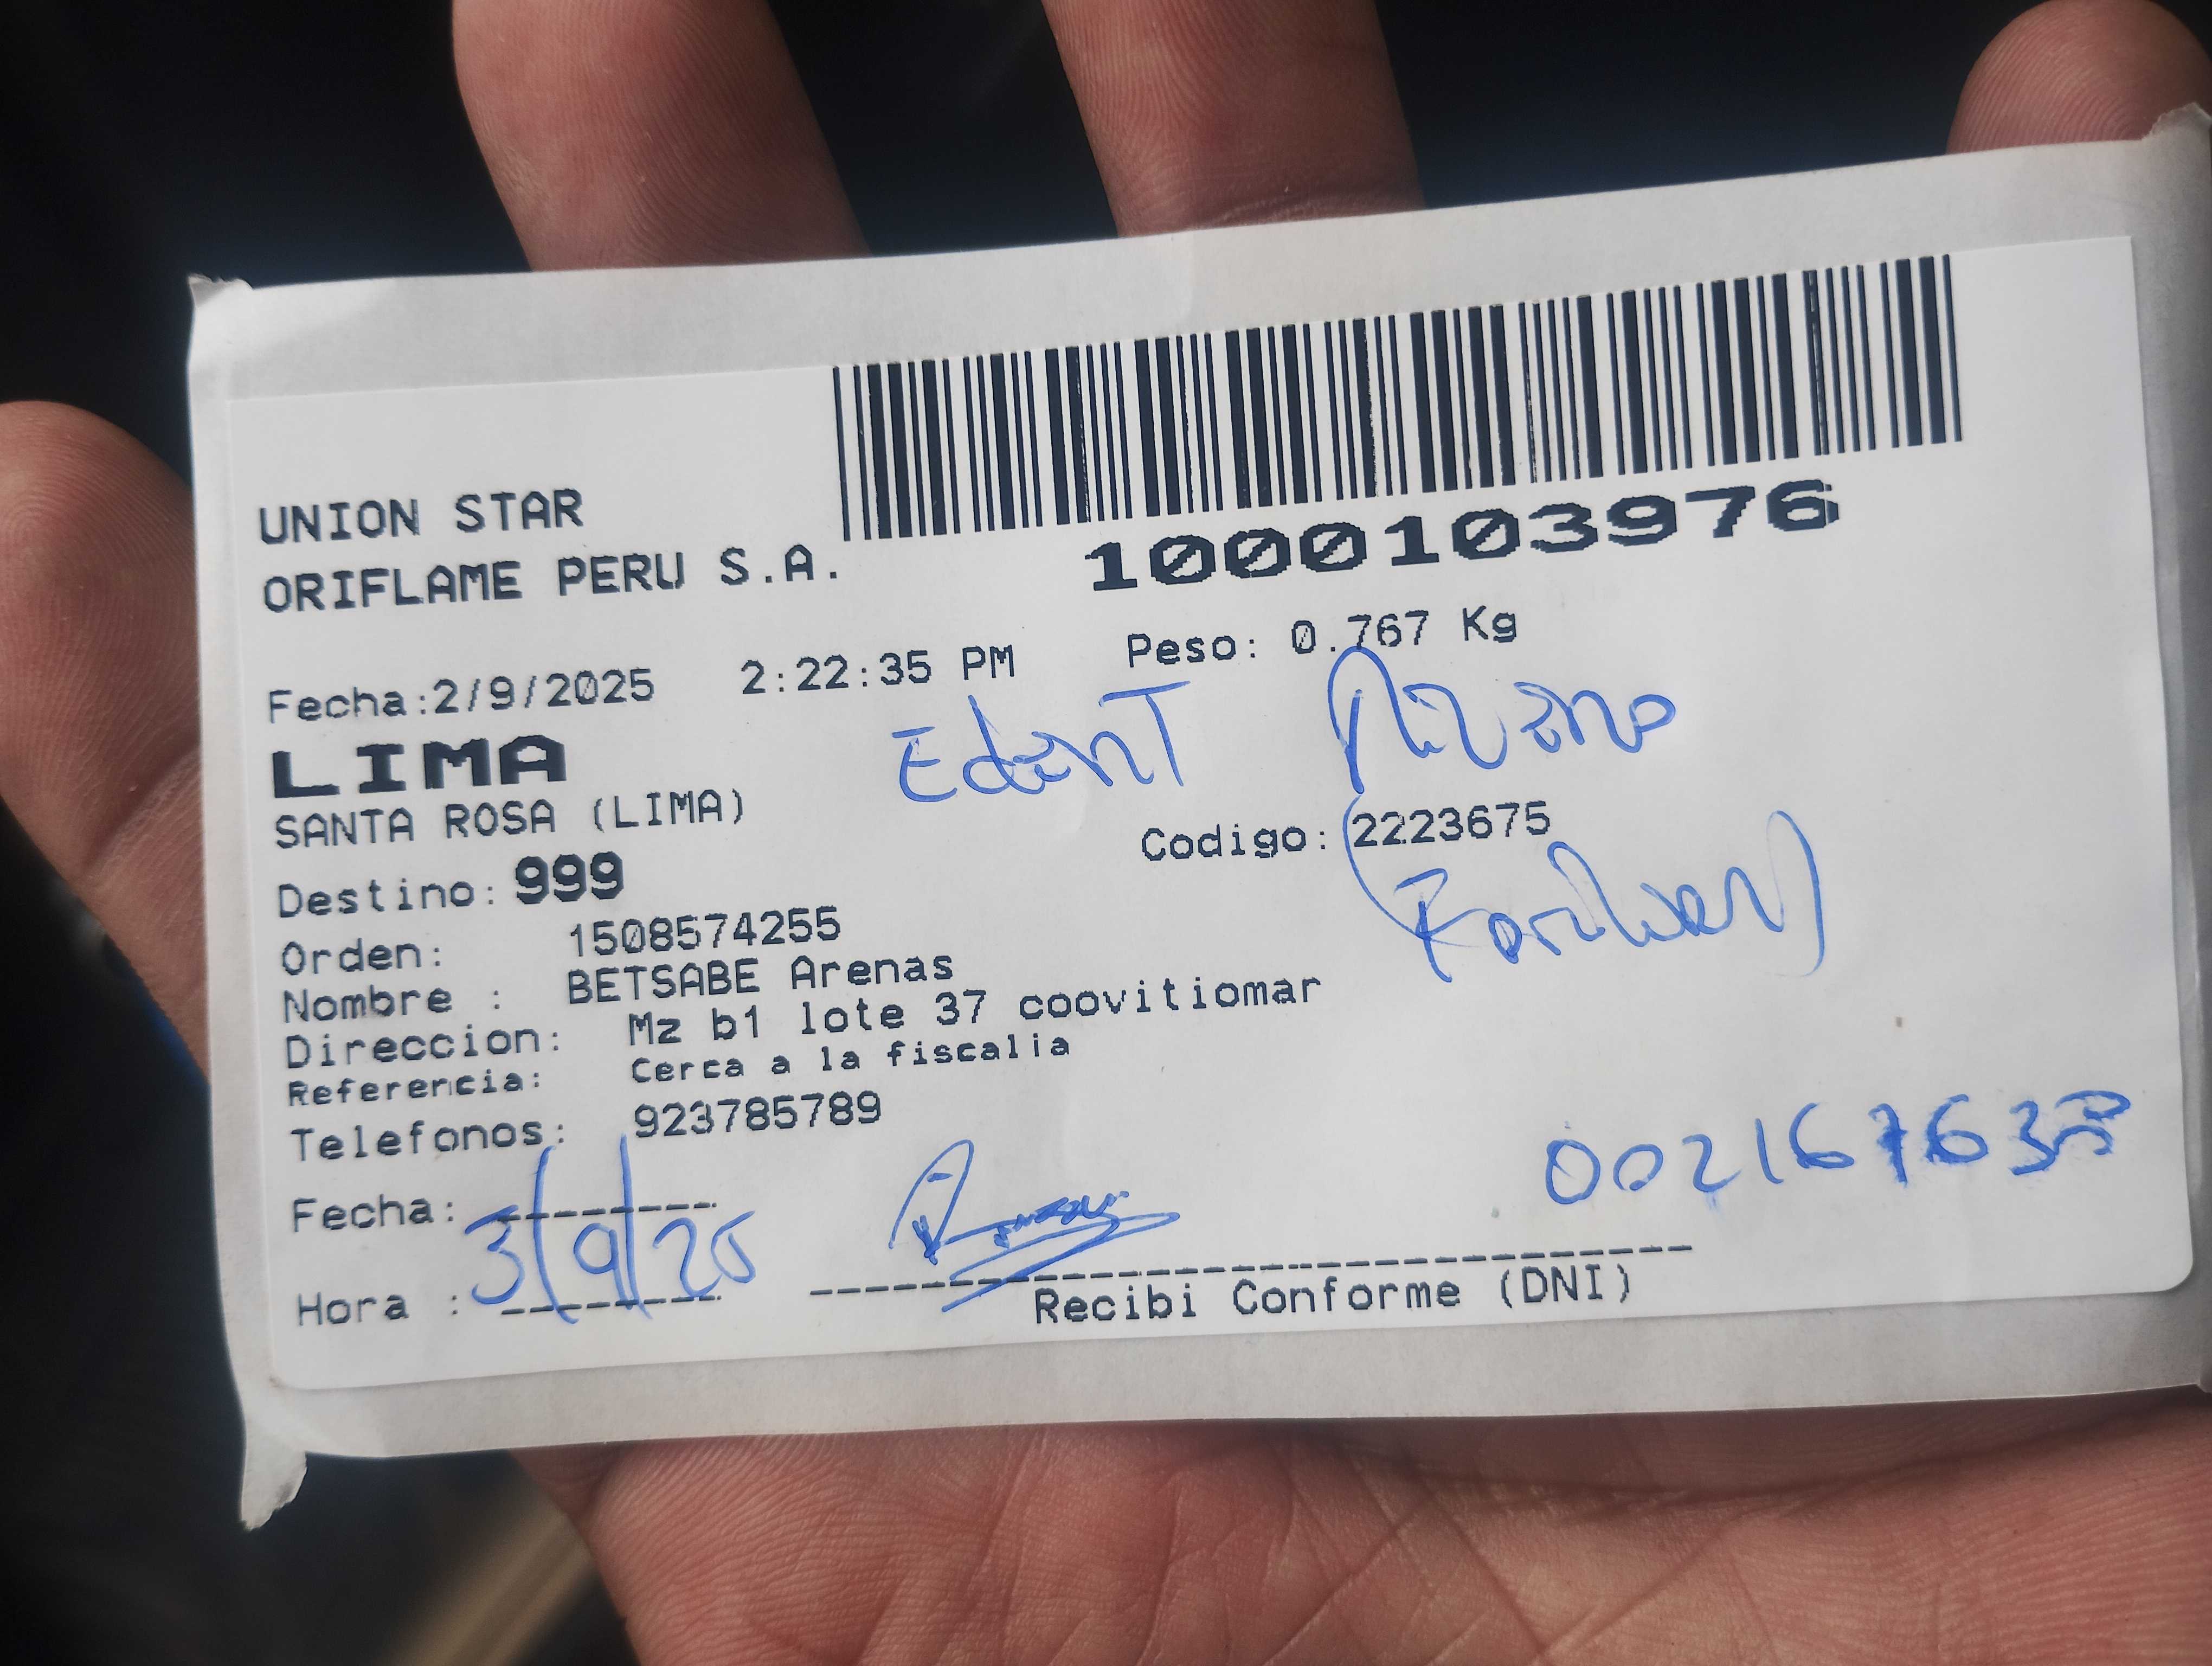 UNION STAR
ORIFLAME PERU S.A.
1000103976
Fecha:2/9/2025 2:22:35 PM Peso: 0.767 Kg
LIMA
SANTA ROSA (LIMA)
Codigo: 2223675
Destino: 999
Orden: 1508574255
Nombre : BETSABE Arenas
Direccion: Mz b1 lote 37 coovitiomar
Referencia: Cerca a la fiscalia
Telefonos: 923785789
Fecha: 3/9/25
Hora :
Recibi Conforme (DNI)